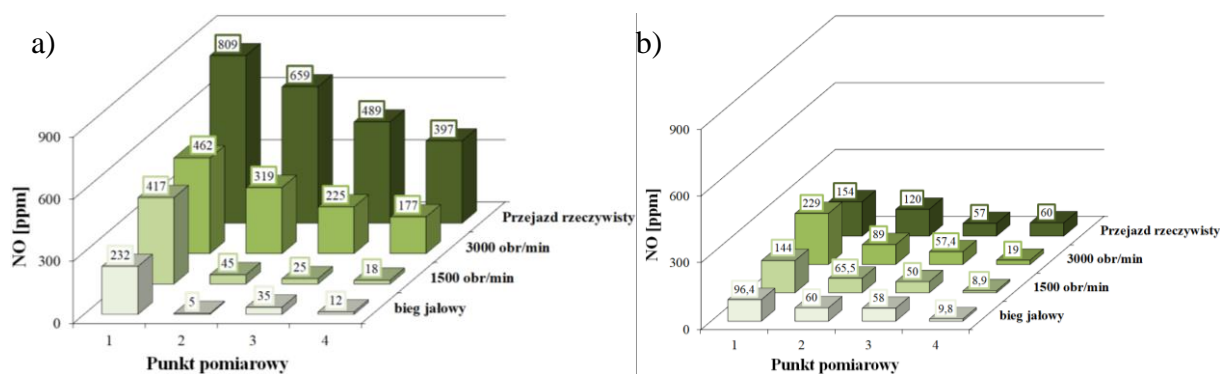 a)
809
659
489
397
462
319
225
177
417
45
25
18
232
5
35
12
900
600
300
0
NO [ppm]
1 2 3 4
Punkt pomiarowy
Przejazd rzeczywisty
3000 obr/min
1500 obr/min
bieg jałowy
b)
154
120
57
60
229
89
57,4
19
144
65,5
50
8,9
96,4
60
58
9,8
900
600
300
0
NO [ppm]
1 2 3 4
Punkt pomiarowy
Przejazd rzeczywisty
3000 obr/min
1500 obr/min
bieg jałowy